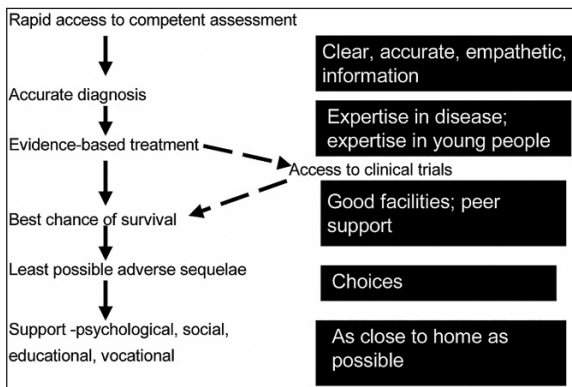 Rapid access to competent assessment
Clear, accurate, empathetic,
information
Accurate diagnosis
Expertise in disease;
expertise in young people
Evidence-based treatment
Access to clinical trials
Good facilities; peer
support
Best chance of survival
Least possible adverse sequelae
Choices
Support -psychological, social,
educational, vocational
As close to home as
possible